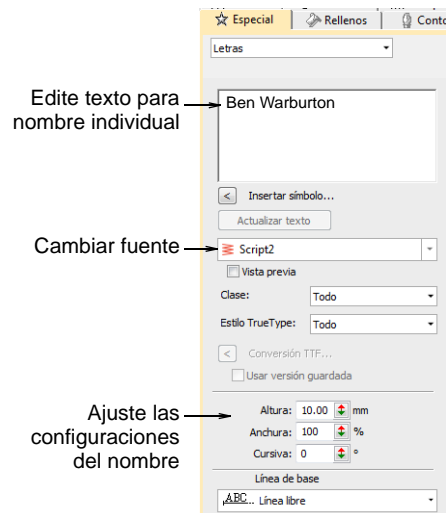 Especial Rellenos Conto
Letras
Edite texto para
nombre individual
Ben Warburton
< Insertar símbolo...
Actualizar texto
Cambiar fuente
Script2
Vista previa
Clase: Todo
Estilo TrueType: Todo
< Conversión TTF...
Usar versión guardada
Ajuste las
configuraciones
del nombre
Altura: 10.00 mm
Anchura: 100 %
Cursiva: 0 °
Línea de base
ABC... Línea libre